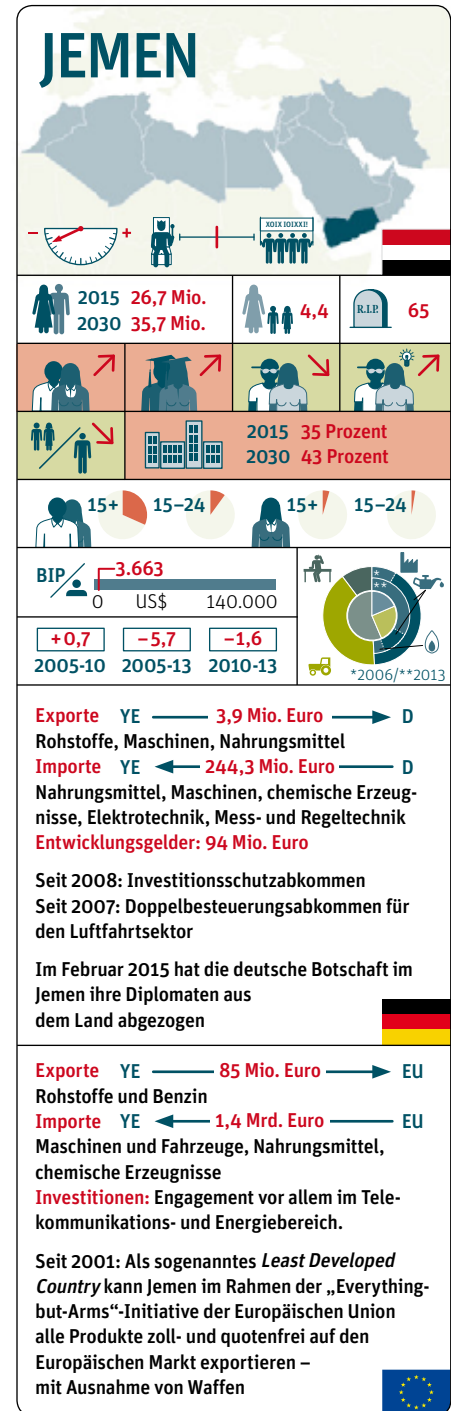 JEMEN
– +
XOIX IOIXX!
2015 26,7 Mio.
2030 35,7 Mio.
4,4
R.I.P.
65
2015 35 Prozent
2030 43 Prozent
15+ 15–24 15+ 15–24
BIP
3.663
0 US$ 140.000
+0,7 –5,7 –1,6
2005-10 2005-13 2010-13
*
**
*2006/**2013
Exporte YE 3,9 Mio. Euro D
Rohstoffe, Maschinen, Nahrungsmittel
Importe YE 244,3 Mio. Euro D
Nahrungsmittel, Maschinen, chemische Erzeug-
nisse, Elektrotechnik, Mess- und Regeltechnik
Entwicklungsgelder: 94 Mio. Euro
Seit 2008: Investitionsschutzabkommen
Seit 2007: Doppelbesteuerungsabkommen für
den Luftfahrtsektor
Im Februar 2015 hat die deutsche Botschaft im
Jemen ihre Diplomaten aus
dem Land abgezogen
Exporte YE 85 Mio. Euro EU
Rohstoffe und Benzin
Importe YE 1,4 Mrd. Euro EU
Maschinen und Fahrzeuge, Nahrungsmittel,
chemische Erzeugnisse
Investitionen: Engagement vor allem im Tele-
kommunikations- und Energiebereich.
Seit 2001: Als sogenanntes Least Developed
Country kann Jemen im Rahmen der „Everything-
but-Arms“-Initiative der Europäischen Union
alle Produkte zoll- und quotenfrei auf den
Europäischen Markt exportieren –
mit Ausnahme von Waffen